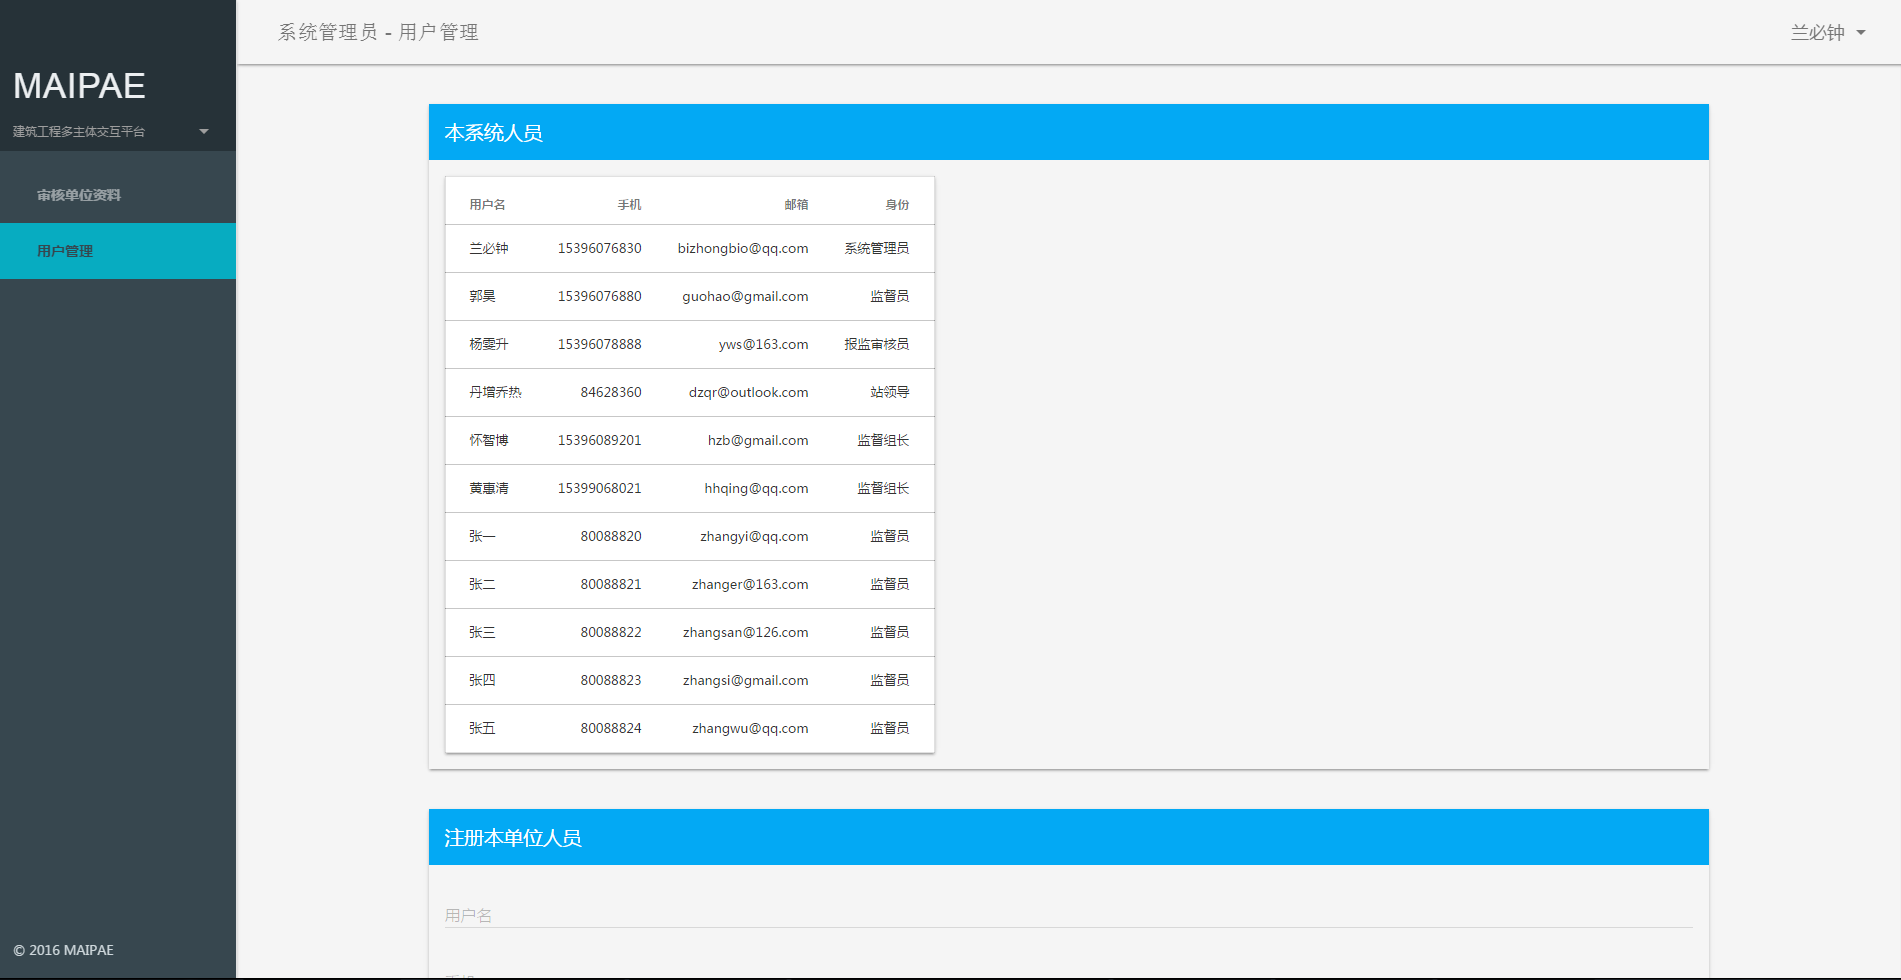 MAIPAE
建筑工程多主体交互平台
审核单位资料
用户管理
© 2016 MAIPAE
系统管理员 - 用户管理
兰必钟
本系统人员
用户名 手机 邮箱 身份
兰必钟 15396076830 bizhongbio@qq.com 系统管理员
郭昊 15396076880 guohao@gmail.com 监督员
杨雯升 15396078888 yws@163.com 报监审核员
丹增乔热 84628360 dzqr@outlook.com 站领导
怀智博 15396089201 hzb@gmail.com 监督组长
黄惠清 15399068021 hhqing@qq.com 监督组长
张一 80088820 zhangyi@qq.com 监督员
张二 80088821 zhanger@163.com 监督员
张三 80088822 zhangsan@126.com 监督员
张四 80088823 zhangsi@gmail.com 监督员
张五 80088824 zhangwu@qq.com 监督员
注册本单位人员
用户名